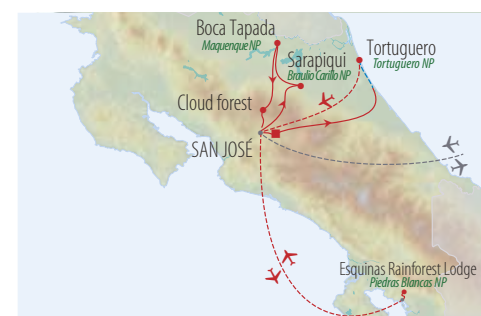 Boca Tapada
Maquenque NP
Sarapiqui
Braulio Carillo NP
Tortuguero
Tortuguero NP
Cloud forest
SAN JOSÉ
Esquinas Rainforest Lodge
Piedras Blancas NP